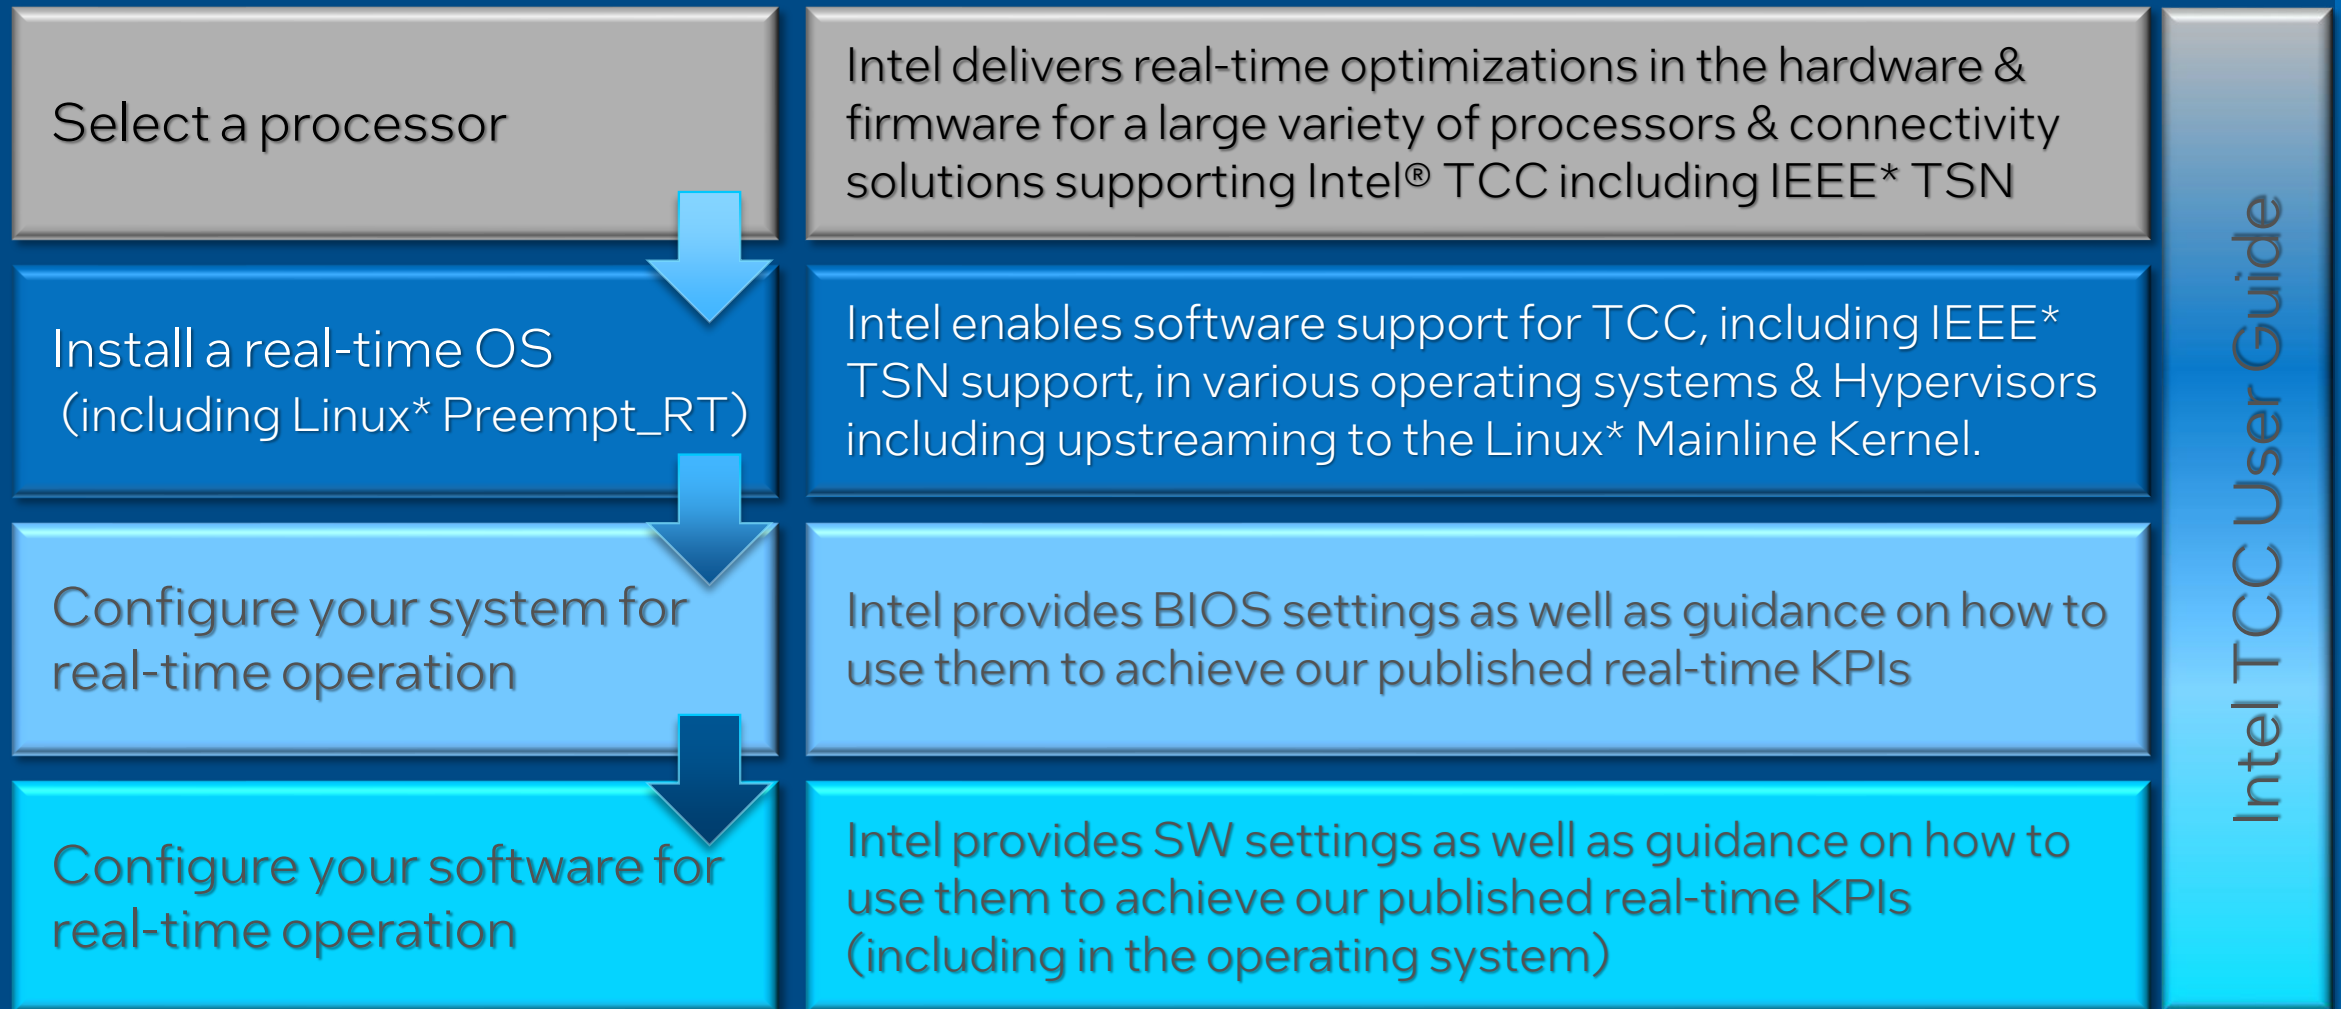 Select a processor
Intel delivers real-time optimizations in the hardware &
firmware for a large variety of processors & connectivity
solutions supporting Intel® TCC including IEEE* TSN
Install a real-time OS
(including Linux* Preempt_RT)
Intel enables software support for TCC, including IEEE*
TSN support, in various operating systems & Hypervisors
including upstreaming to the Linux* Mainline Kernel.
Configure your system for
real-time operation
Intel provides BIOS settings as well as guidance on how to
use them to achieve our published real-time KPIs
Configure your software for
real-time operation
Intel provides SW settings as well as guidance on how to
use them to achieve our published real-time KPIs
(including in the operating system)
Intel TCC User Guide